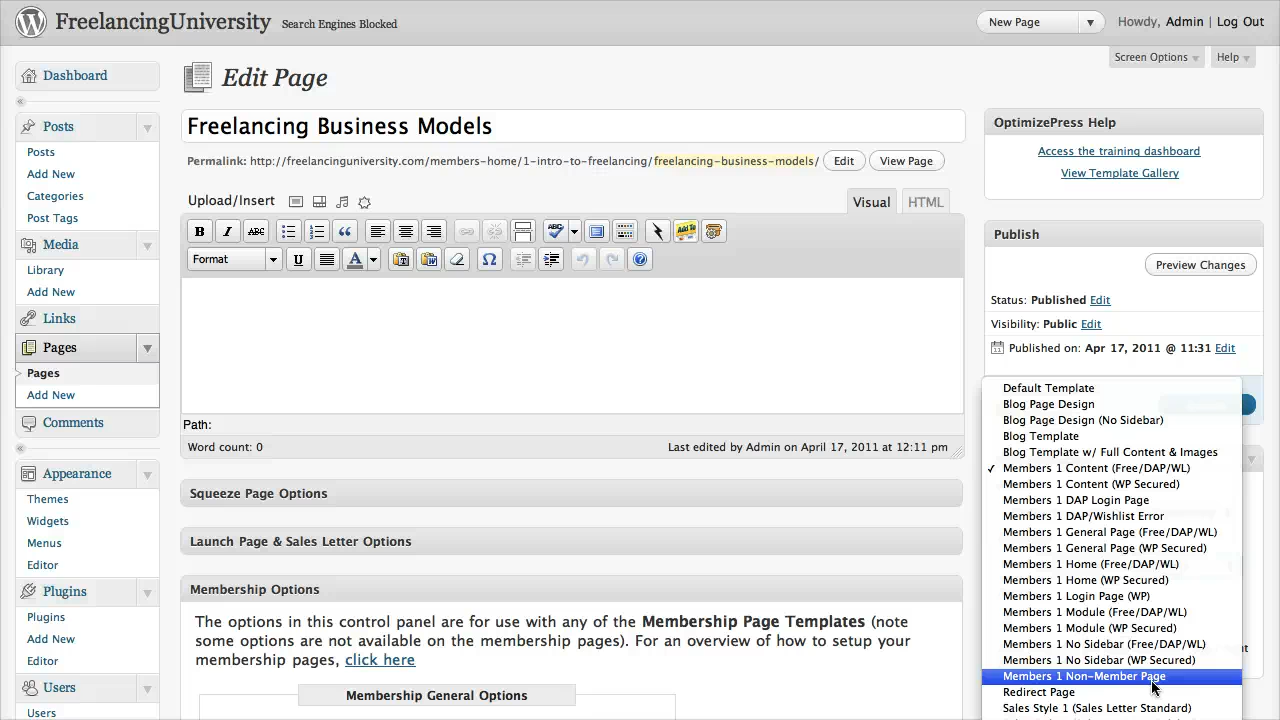 FreelancingUniversity Search Engines Blocked
New Page
Howdy, Admin | Log Out
Screen Options
Help
Dashboard
Posts
Posts
Add New
Categories
Post Tags
Media
Library
Add New
Links
Pages
Pages
Add New
Comments
Appearance
Themes
Widgets
Menus
Editor
Plugins
Plugins
Add New
Editor
Users
Users
Edit Page
Freelancing Business Models
Permalink: http://freelancinguniversity.com/members-home/1-intro-to-freelancing/freelancing-business-models/ Edit View Page
Upload/Insert
Visual HTML
B I ABC
ABC
Add To
Format
U A
Path:
Word count: 0
Last edited by Admin on April 17, 2011 at 12:11 pm
Squeeze Page Options
Launch Page & Sales Letter Options
Membership Options
The options in this control panel are for use with any of the Membership Page Templates (note
some options are not available on the membership pages). For an overview of how to setup your
membership pages, click here
Membership General Options
OptimizePress Help
Access the training dashboard
View Template Gallery
Publish
Preview Changes
Status: Published Edit
Visibility: Public Edit
Published on: Apr 17, 2011 @ 11:31 Edit
Default Template
Blog Page Design
Blog Page Design (No Sidebar)
Blog Template
Blog Template w/ Full Content & Images
✓ Members 1 Content (Free/DAP/WL)
Members 1 Content (WP Secured)
Members 1 DAP Login Page
Members 1 DAP/Wishlist Error
Members 1 General Page (Free/DAP/WL)
Members 1 General Page (WP Secured)
Members 1 Home (Free/DAP/WL)
Members 1 Home (WP Secured)
Members 1 Login Page (WP)
Members 1 Module (Free/DAP/WL)
Members 1 Module (WP Secured)
Members 1 No Sidebar (Free/DAP/WL)
Members 1 No Sidebar (WP Secured)
Members 1 Non-Member Page
Redirect Page
Sales Style 1 (Sales Letter Standard)